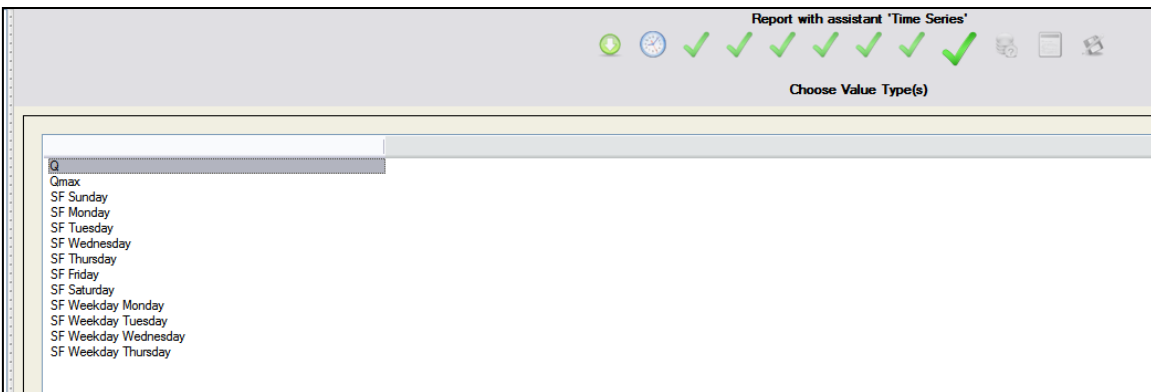 Report with assistant 'Time Series'
Choose Value Type(s)
Q
Qmax
SF Sunday
SF Monday
SF Tuesday
SF Wednesday
SF Thursday
SF Friday
SF Saturday
SF Weekday Monday
SF Weekday Tuesday
SF Weekday Wednesday
SF Weekday Thursday